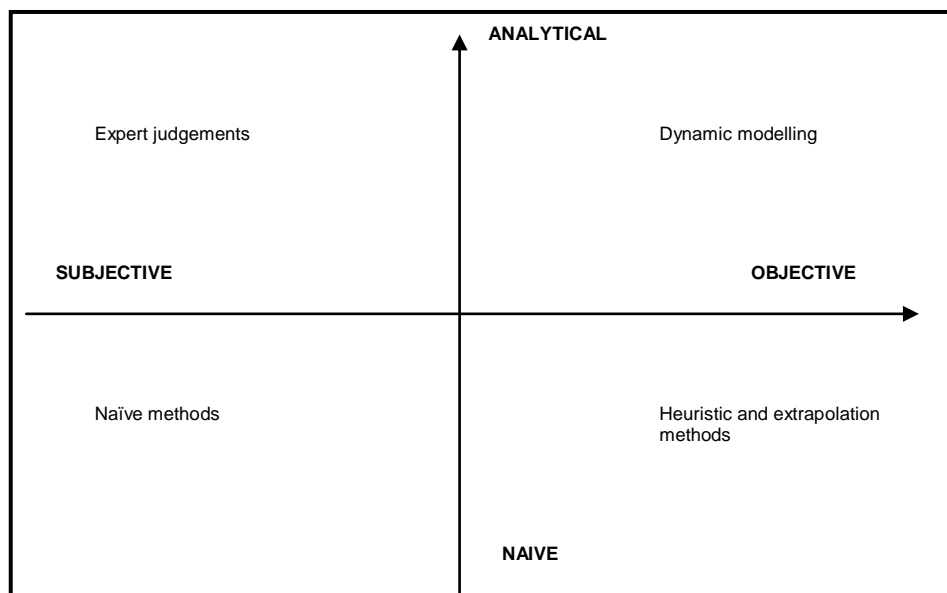 ANALYTICAL
Expert judgements
Dynamic modelling
SUBJECTIVE
OBJECTIVE
Naïve methods
Heuristic and extrapolation
methods
NAIVE